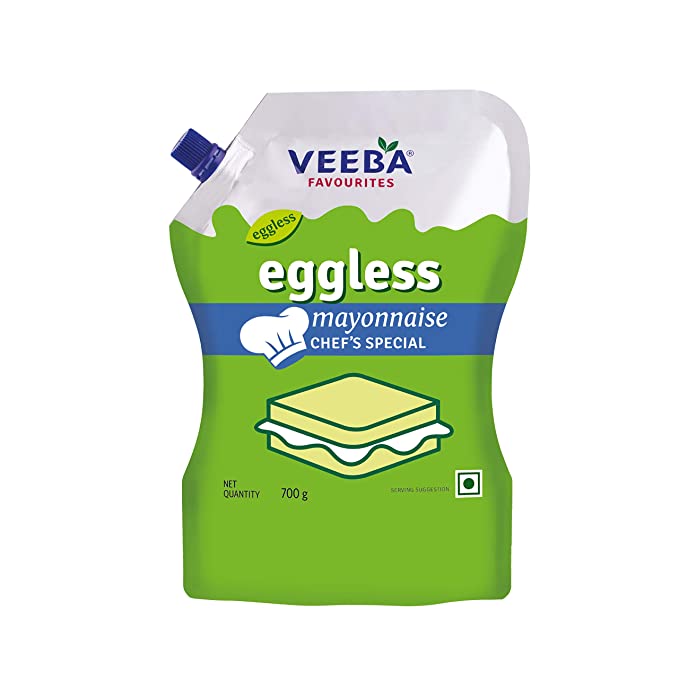 VEEBA®
FAVOURITES
eggless
eggless
mayonnaise
CHEF'S SPECIAL
NET
QUANTITY 700 g
SERVING SUGGESTION